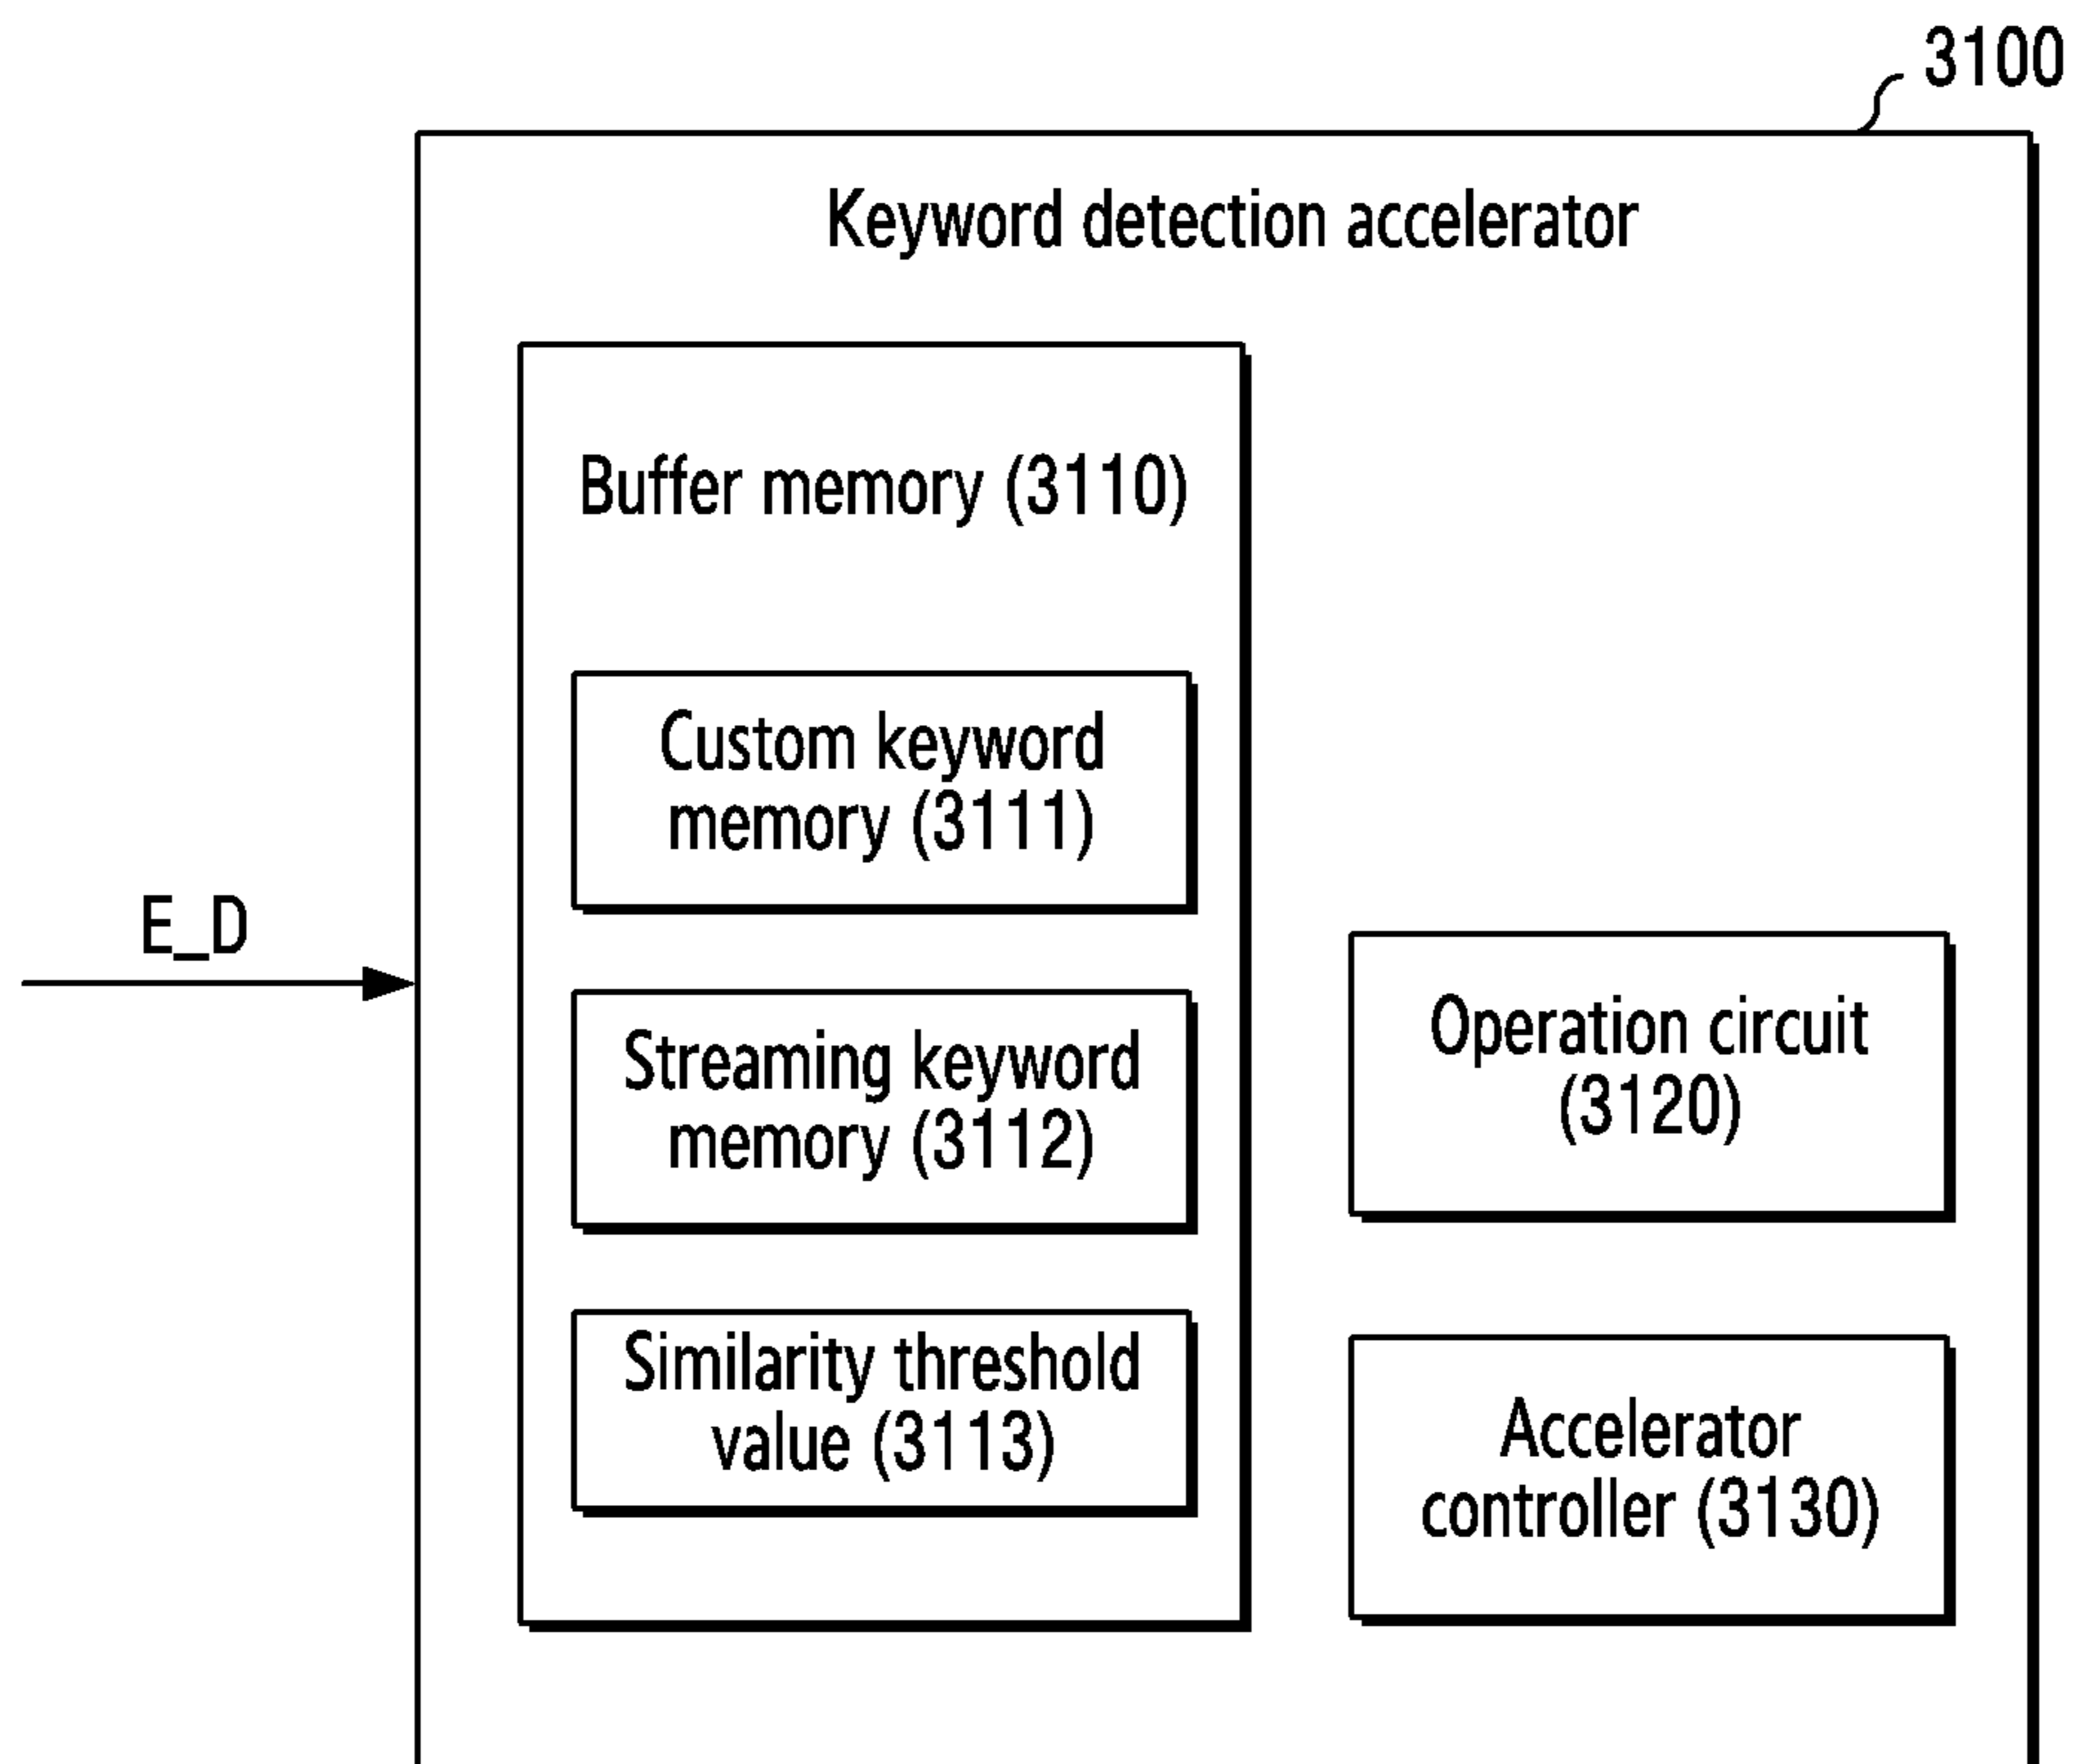 3100
Keyword detection accelerator
Buffer memory (3110)
Custom keyword
memory (3111)
E_D
Streaming keyword
memory (3112)
Operation circuit
(3120)
Similarity threshold
value (3113)
Accelerator
controller (3130)